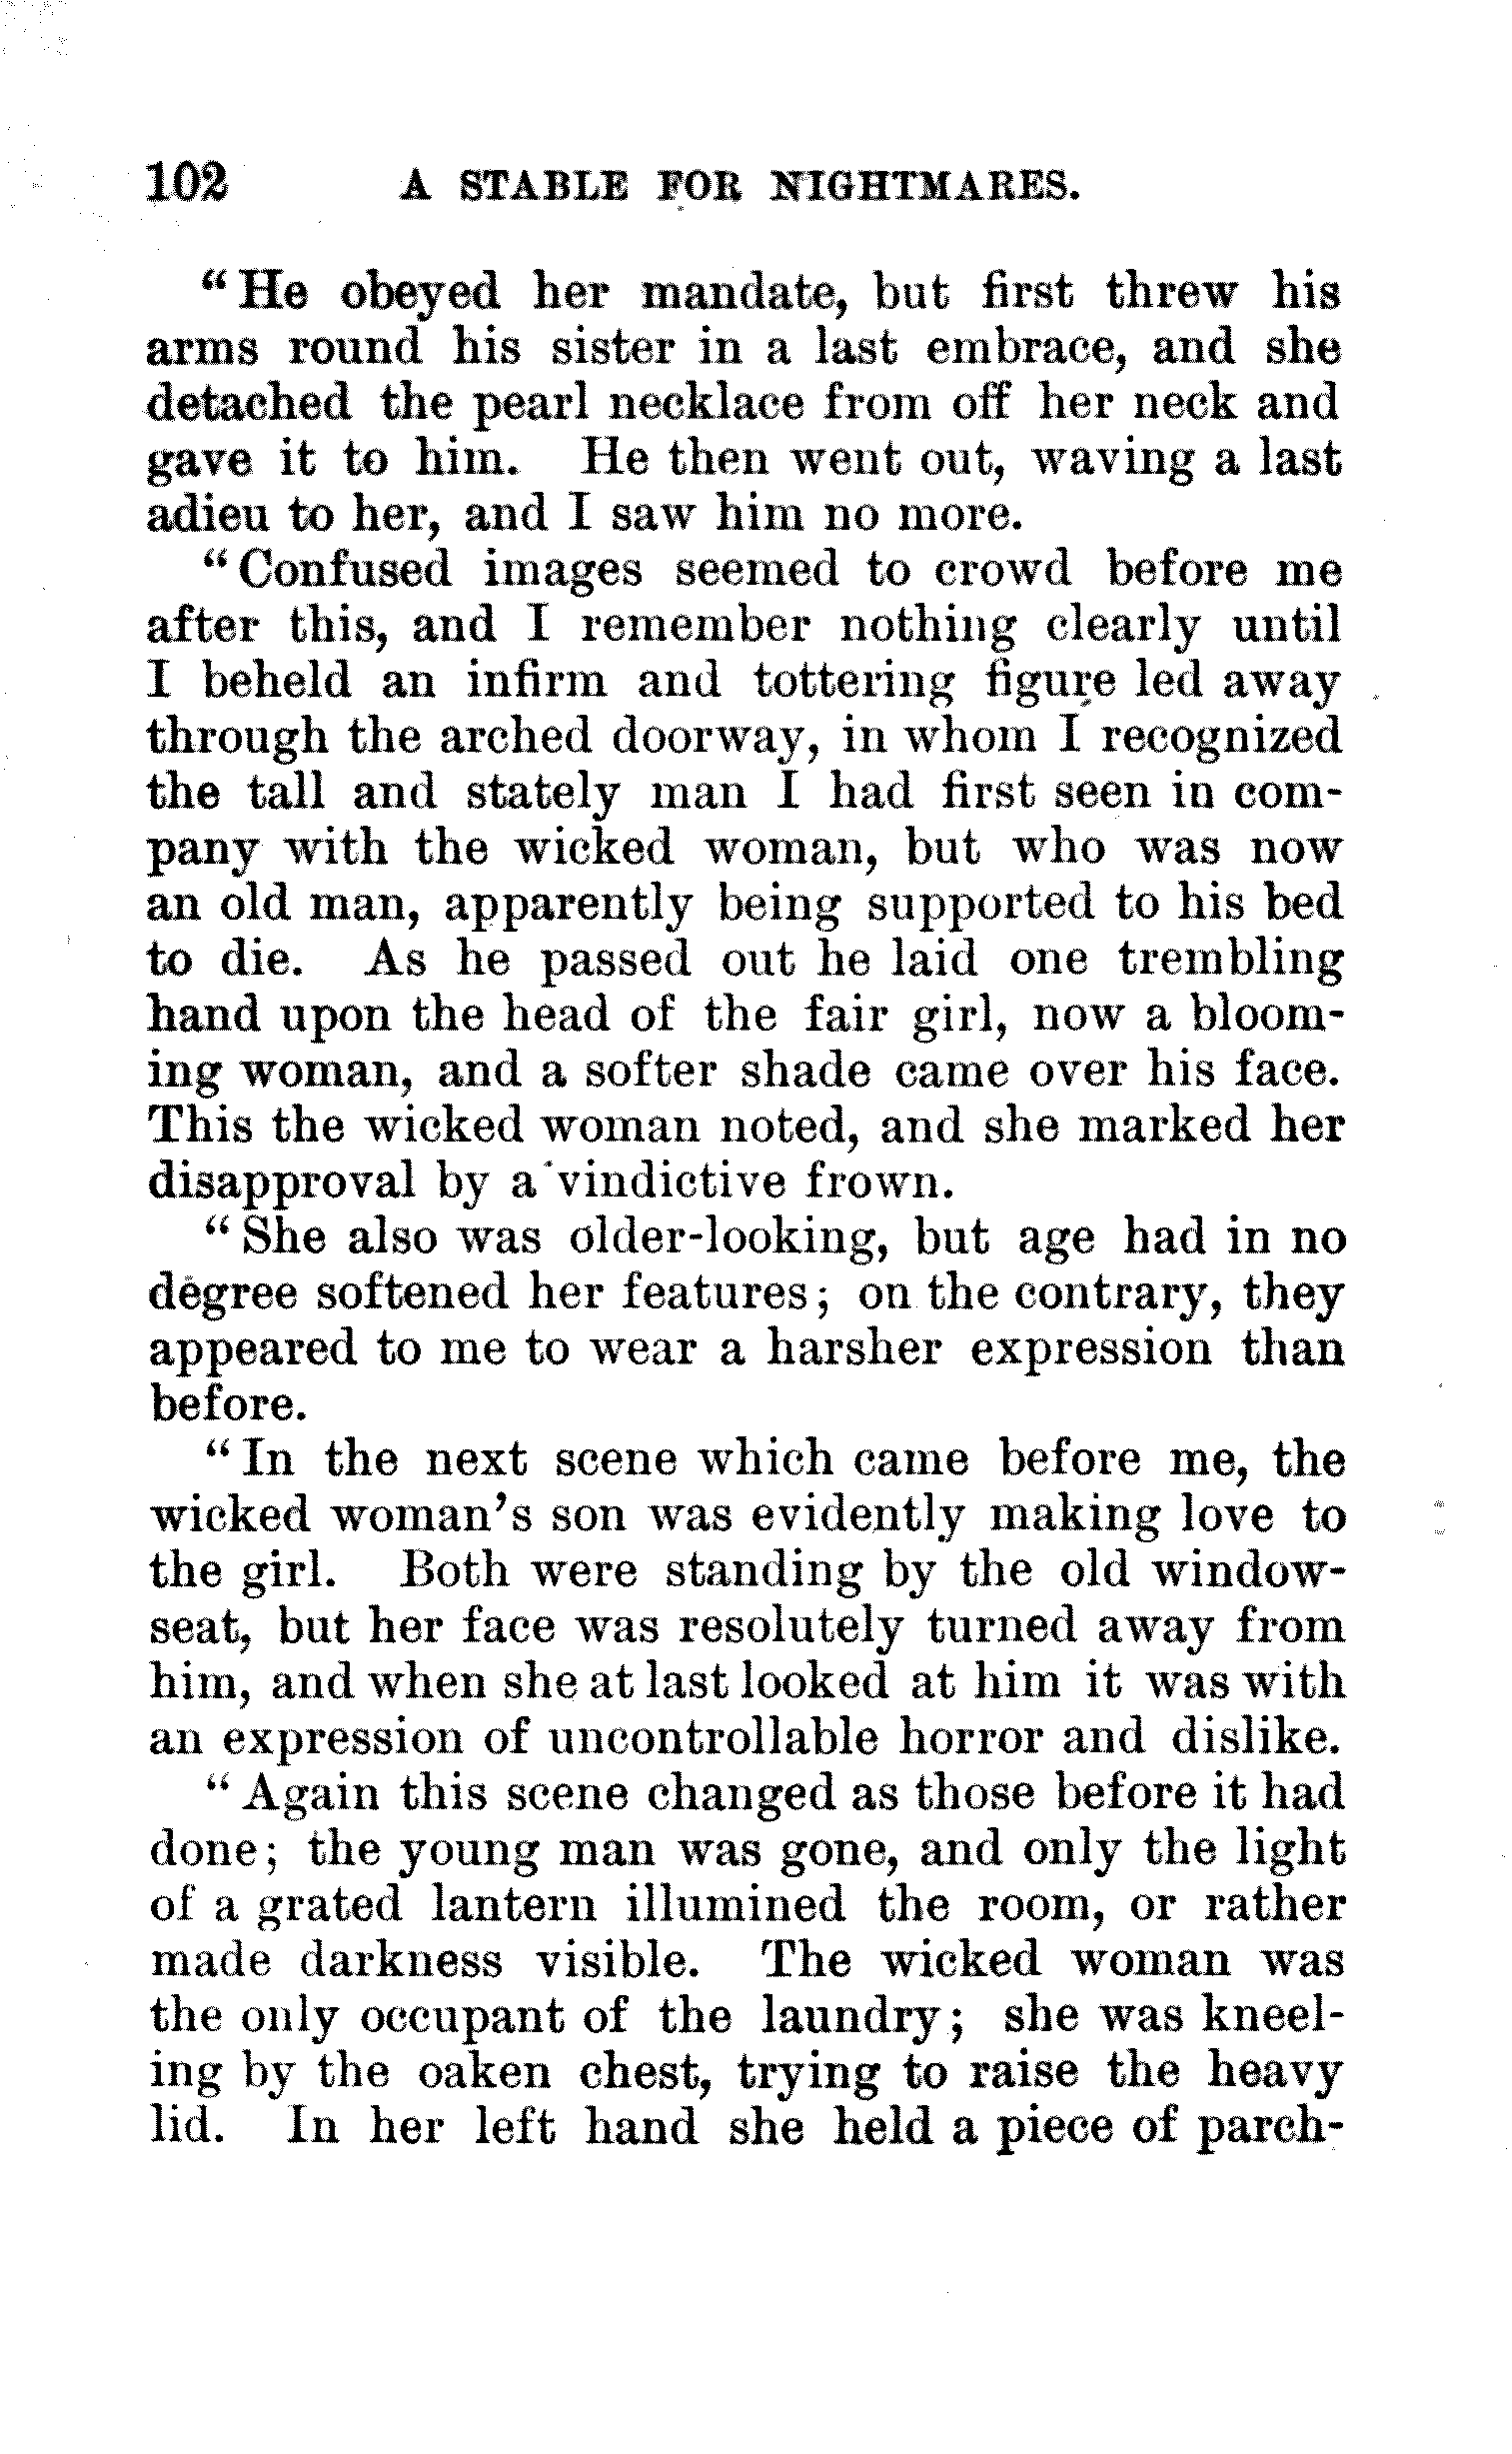 102 A STABLE FOR NIGHTMARES.
“He obeyed her mandate, but first threw his
arms round his sister in a last embrace, and she
detached the pearl necklace from off her neck and
gave it to him. He then went out, waving a last
adieu to her, and I saw him no more.
“Confused images seemed to crowd before me
after this, and I remember nothing clearly until
I beheld an infirm and tottering figure led away
through the arched doorway, in whom I recognized
the tall and stately man I had first seen in com-
pany with the wicked woman, but who was now
an old man, apparently being supported to his bed
to die. As he passed out he laid one trembling
hand upon the head of the fair girl, now a bloom-
ing woman, and a softer shade came over his face.
This the wicked woman noted, and she marked her
disapproval by a vindictive frown.
“She also was older-looking, but age had in no
degree softened her features; on the contrary, they
appeared to me to wear a harsher expression than
before.
“In the next scene which came before me, the
wicked woman’s son was evidently making love to
the girl. Both were standing by the old window-
seat, but her face was resolutely turned away from
him, and when she at last looked at him it was with
an expression of uncontrollable horror and dislike.
“Again this scene changed as those before it had
done; the young man was gone, and only the light
of a grated lantern illumined the room, or rather
made darkness visible. The wicked woman was
the only occupant of the laundry; she was kneel-
ing by the oaken chest, trying to raise the heavy
lid. In her left hand she held a piece of parch-